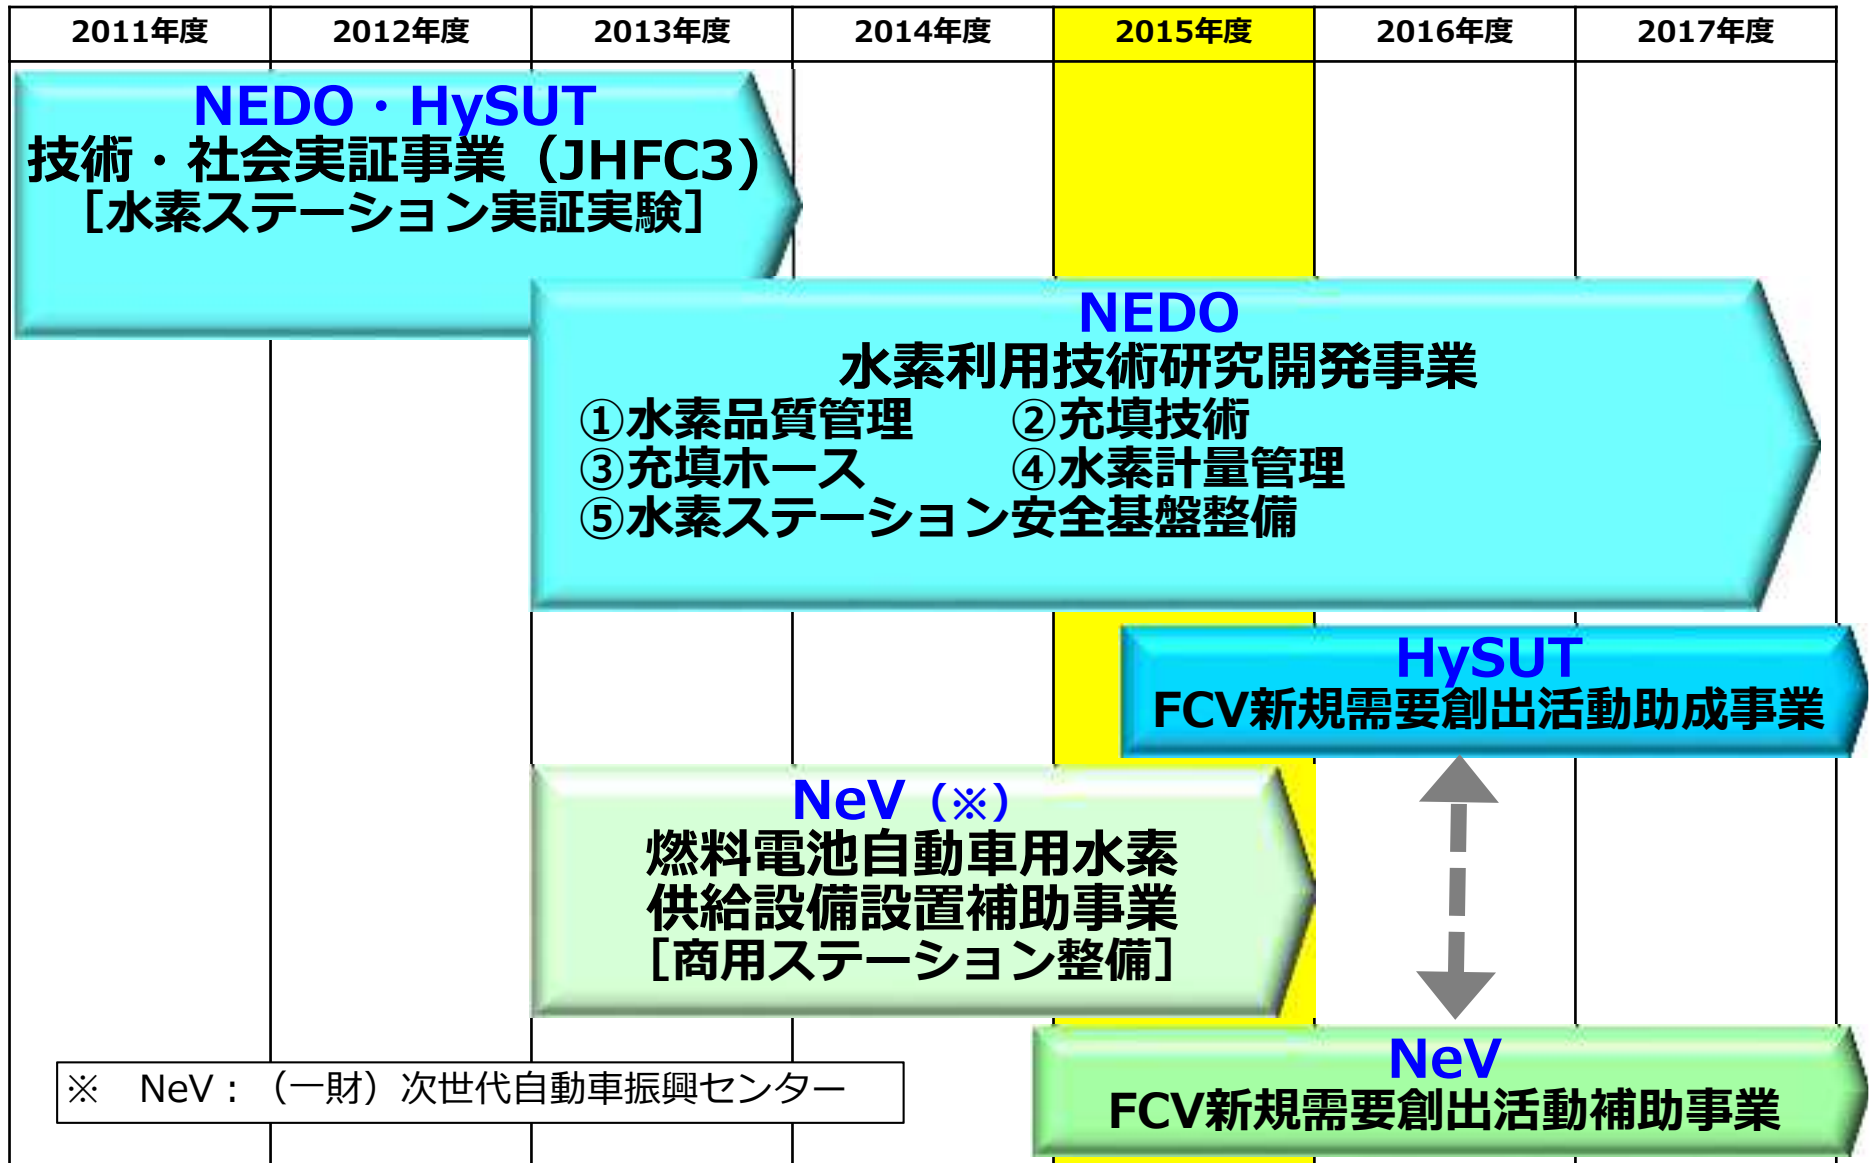 2011年度 2012年度 2013年度 2014年度 2015年度 2016年度 2017年度
NEDO・HySUT
技術・社会実証事業（JHFC3)
［水素ステーション実証実験］
NEDO
水素利用技術研究開発事業
①水素品質管理 ②充填技術
③充填ホース ④水素計量管理
⑤水素ステーション安全基盤整備
HySUT
FCV新規需要創出活動助成事業
NeV（※）
燃料電池自動車用水素
供給設備設置補助事業
［商用ステーション整備］
NeV
FCV新規需要創出活動補助事業
※　NeV：（一財）次世代自動車振興センター